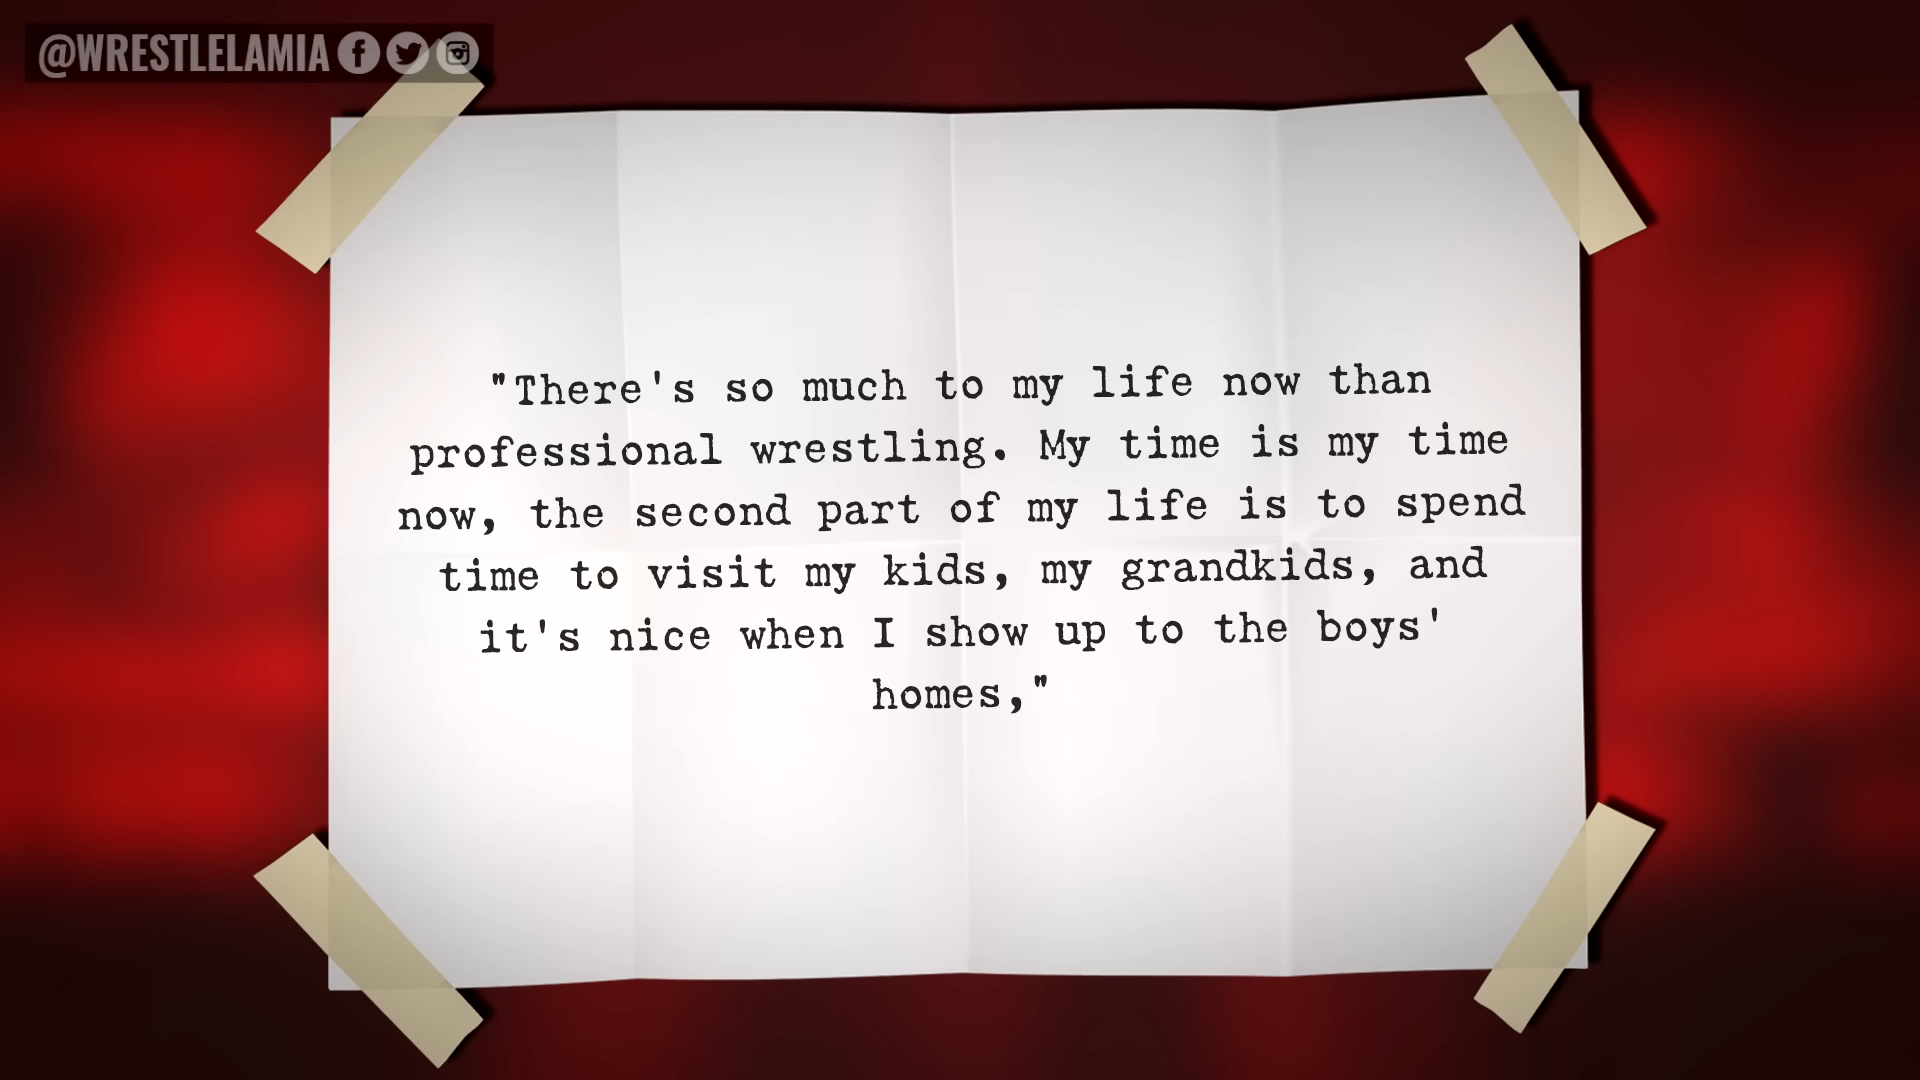 @WRESTLELAMIA
"There's so much to my life now than
professional wrestling. My time is my time
now, the second part of my life is to spend
time to visit my kids, my grandkids, and
it's nice when I show up to the boys'
homes,"